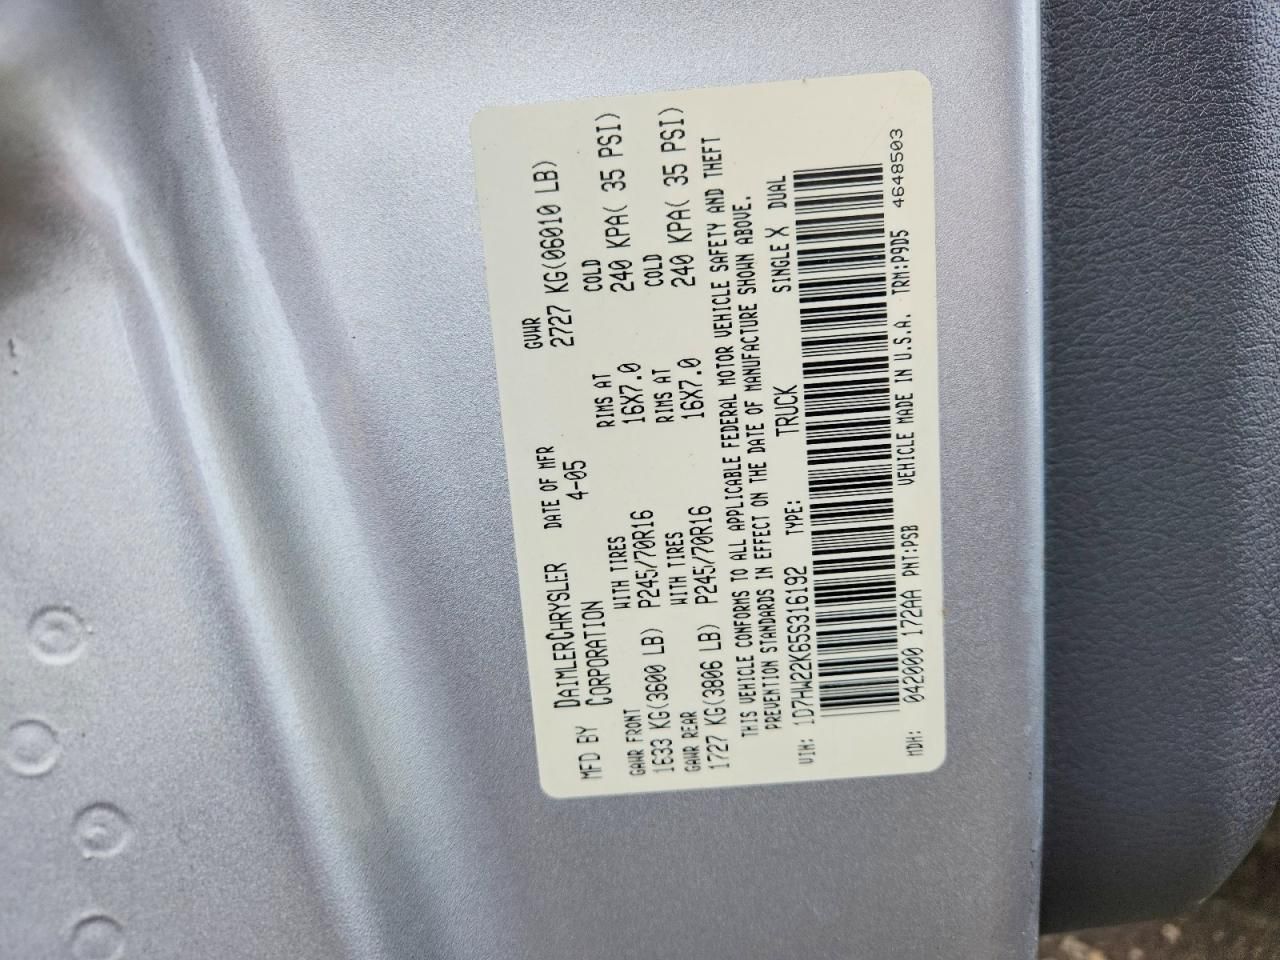 MFD BY DAIMLERCHRYSLER CORPORATION DATE OF MFR 4-05 GVWR 2727 KG(06010 LB)
GAWR FRONT WITH TIRES RIMS AT COLD
1633 KG(3600 LB) P245/70R16 16X7.0 240 KPA( 35 PSI)
GAWR REAR WITH TIRES RIMS AT COLD
1727 KG(3806 LB) P245/70R16 16X7.0 240 KPA( 35 PSI)
THIS VEHICLE CONFORMS TO ALL APPLICABLE FEDERAL MOTOR VEHICLE SAFETY AND THEFT
PREVENTION STANDARDS IN EFFECT ON THE DATE OF MANUFACTURE SHOWN ABOVE.
VIN: 1D7HW22K65S316192 TYPE: TRUCK SINGLE X DUAL
MDH: 042000 172AA PNT:PSB VEHICLE MADE IN U.S.A. TRM:P9D5 4648503